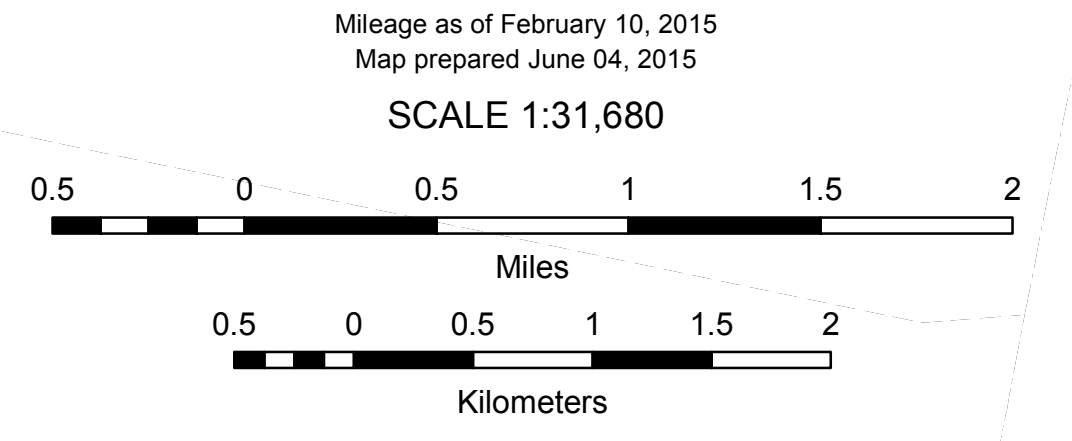 Mileage as of February 10, 2015
Map prepared June 04, 2015
SCALE 1:31,680
0.5 0 0.5 1 1.5 2
Miles
0.5 0 0.5 1 1.5 2
Kilometers